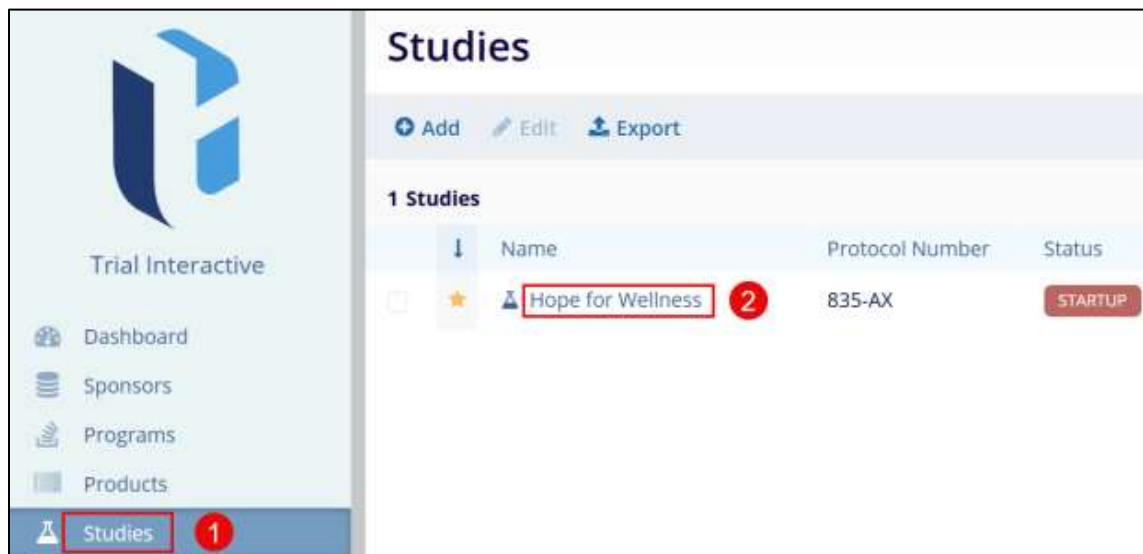 Trial Interactive
Dashboard
Sponsors
Programs
Products
Studies 1
Studies
Add Edit Export
1 Studies
Name Protocol Number Status
Hope for Wellness 2 835-AX STARTUP